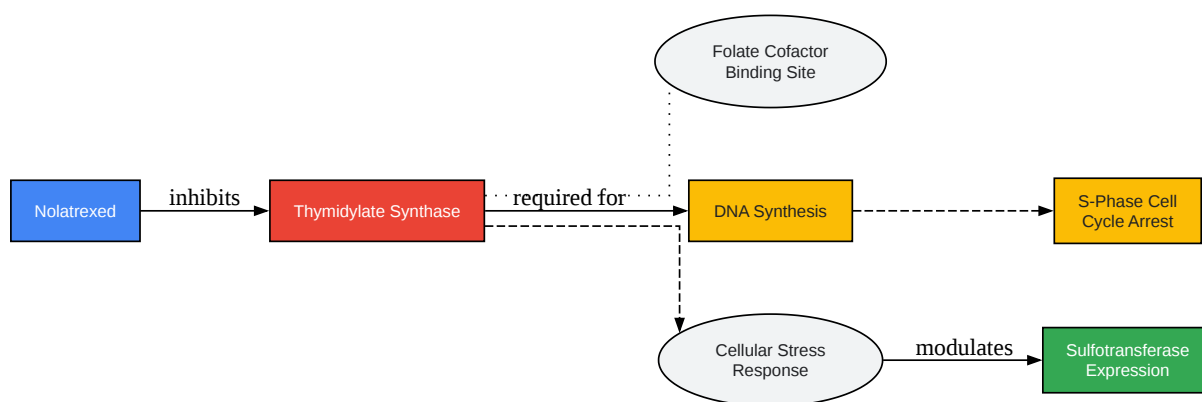 Folate Cofactor
Binding Site
Nolatrexed
inhibits
Thymidylate Synthase
required for
DNA Synthesis
S-Phase Cell
Cycle Arrest
Cellular Stress
Response
modulates
Sulfotransferase
Expression